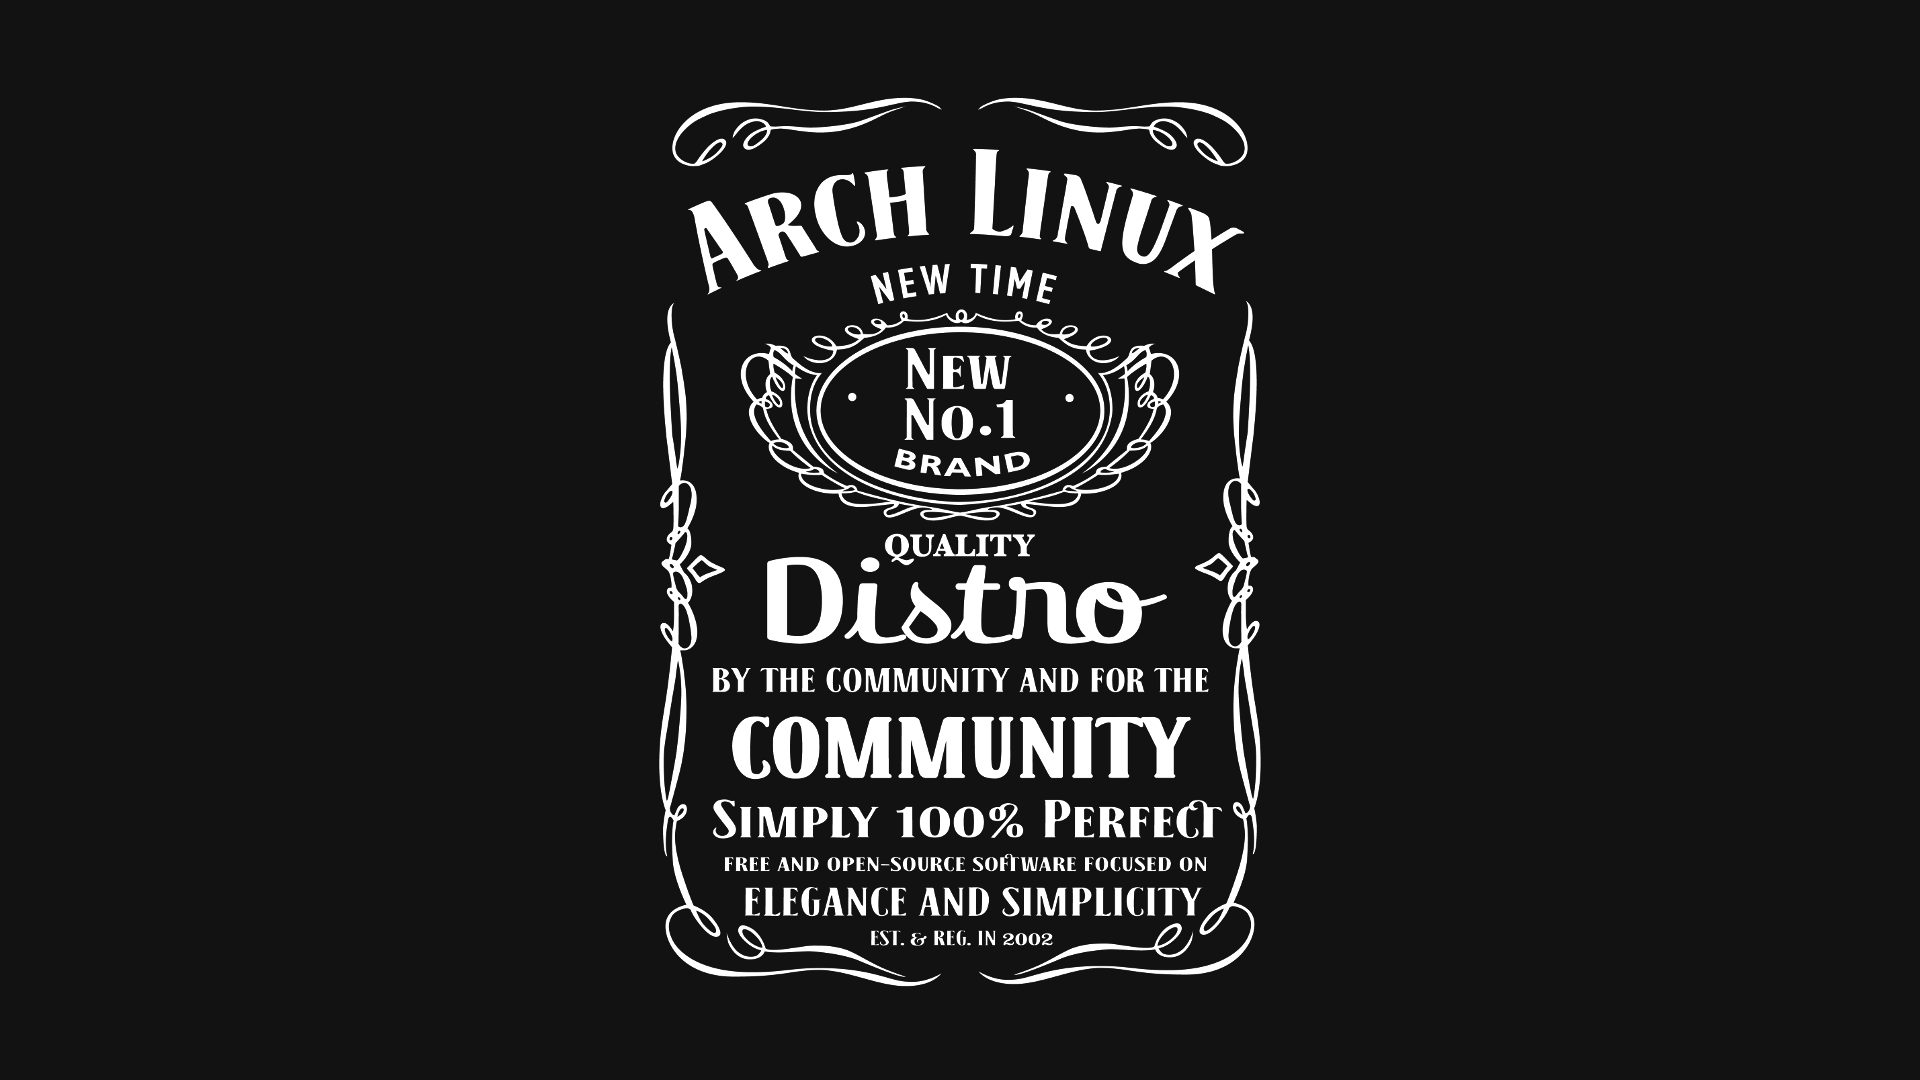 ARCH LINUX
NEW TIME
NEW
No.1
BRAND
QUALITY
Distro
BY THE COMMUNITY AND FOR THE
COMMUNITY
SIMPLY 100% PERFECT
FREE AND OPEN-SOURCE SOFTWARE FOCUSED ON
ELEGANCE AND SIMPLICITY
EST. & REG. IN 2002